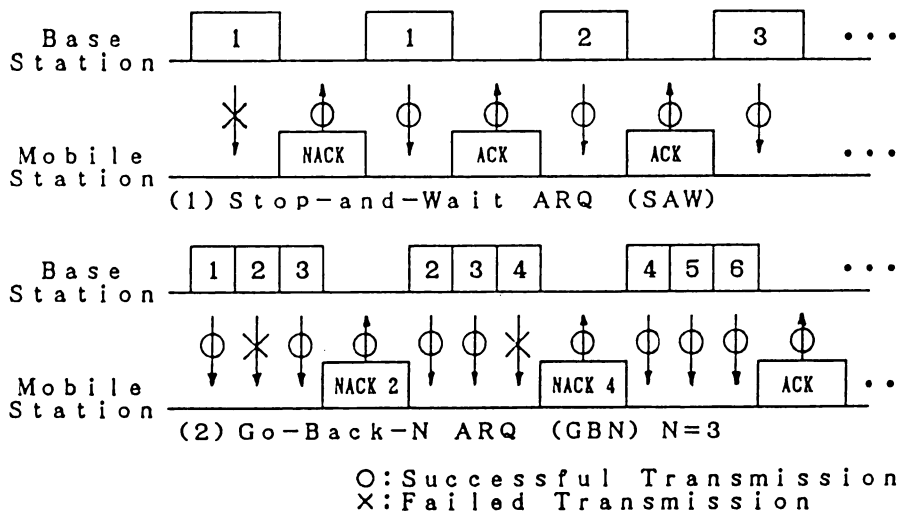 1 1 2 3 •••
Base
Station
NACK ACK ACK
Mobile
Station •••
(1) Stop-and-Wait ARQ (SAW)
1 2 3 2 3 4 4 5 6 •••
Base
Station
NACK 2 NACK 4 ACK
Mobile
Station ••
(2) Go-Back-N ARQ (GBN) N=3
O:Successful Transmission
×:Failed Transmission